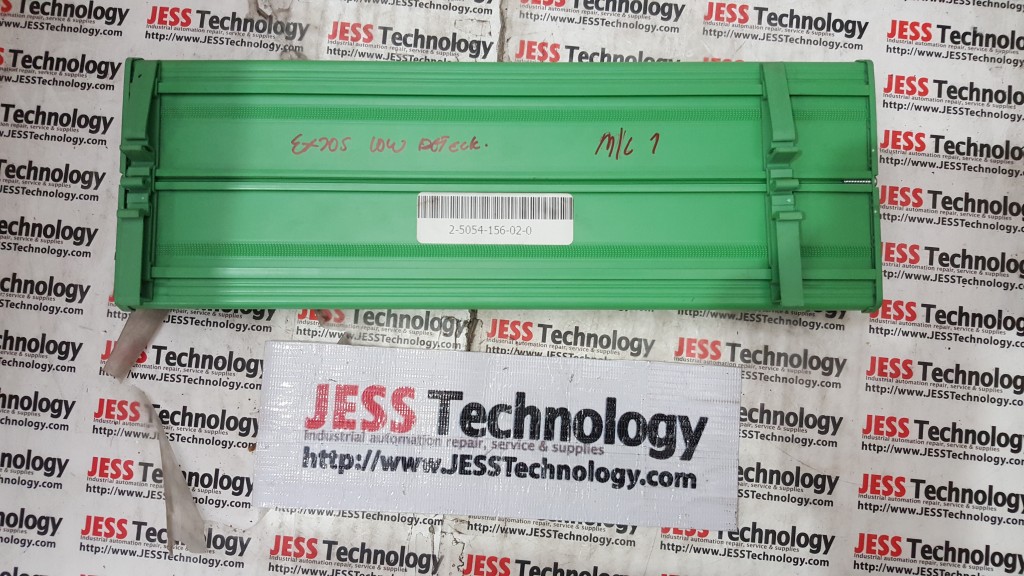 Ex705 LOW DETECK.
M/C 1
2-5054-156-02-0
JESS Technology
Industrial automation repair, service & supplies
http://www.JESSTechnology.com